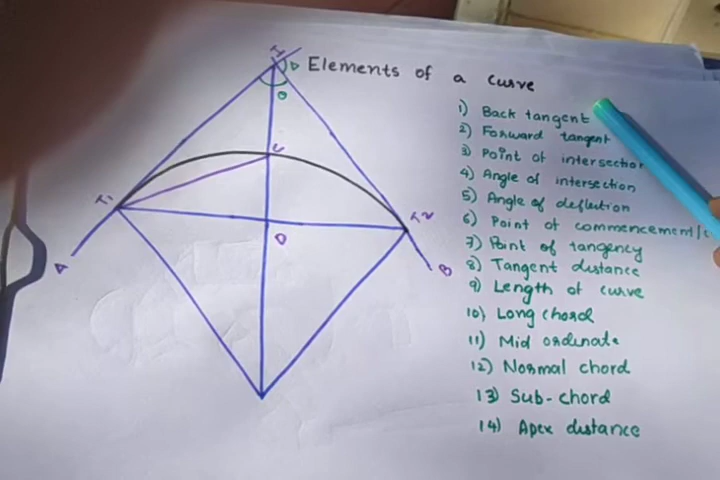 Elements of a curve
1) Back tangent
2) Forward tangent
3) Point of intersection
4) Angle of intersection
5) Angle of deflection
6) Point of commencement/c
7) Point of tangency
8) Tangent distance
9) Length of curve
10) Long chord
11) Mid ordinate
12) Normal chord
13) Sub-chord
14) Apex distance
D
θ
C
T1
T2
D
A
B